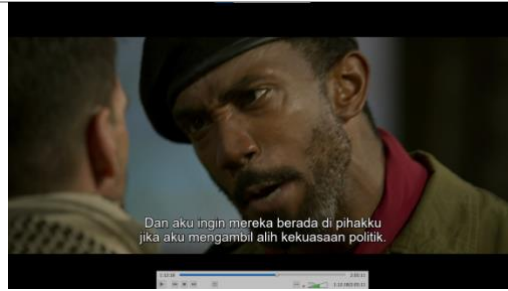 Dan aku ingin mereka berada di pihakku
jika aku mengambil alih kekuasaan politik.